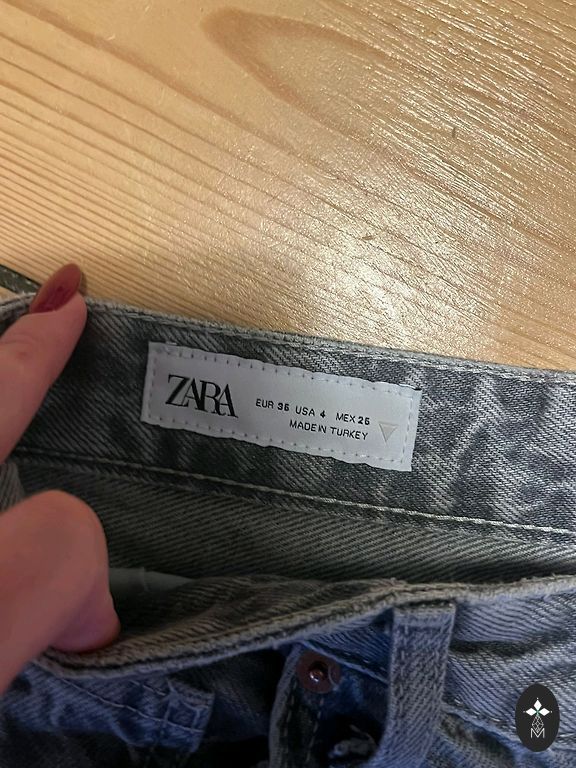 ZARA
EUR 36 USA 4 MEX 26
MADE IN TURKEY
M